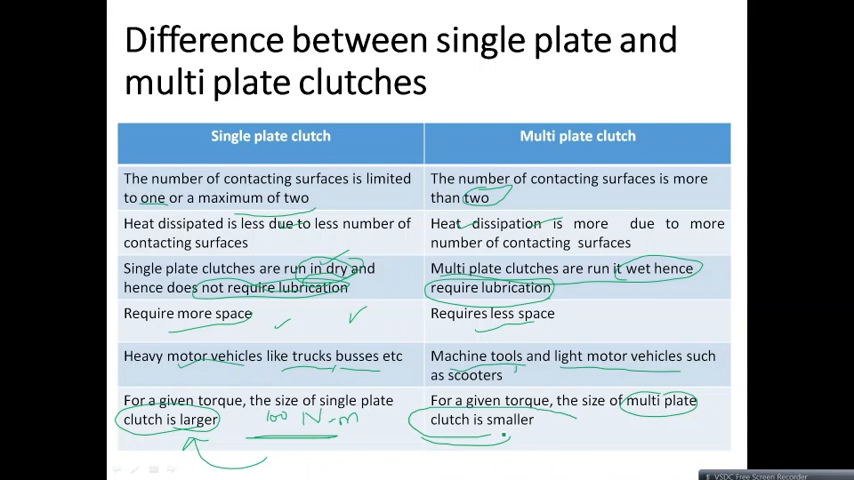 Difference between single plate and
multi plate clutches
Single plate clutch
Multi plate clutch
The number of contacting surfaces is limited
to one or a maximum of two
The number of contacting surfaces is more
than two
Heat dissipated is less due to less number of
contacting surfaces
Heat dissipation is more due to more
number of contacting surfaces
Single plate clutches are run in dry and
hence does not require lubrication
Multi plate clutches are run it wet hence
require lubrication
Require more space
Requires less space
Heavy motor vehicles like trucks busses etc
Machine tools and light motor vehicles such
as scooters
For a given torque, the size of single plate
clutch is larger
100 N-m
For a given torque, the size of multi plate
clutch is smaller
VSDC Free Screen Recorder